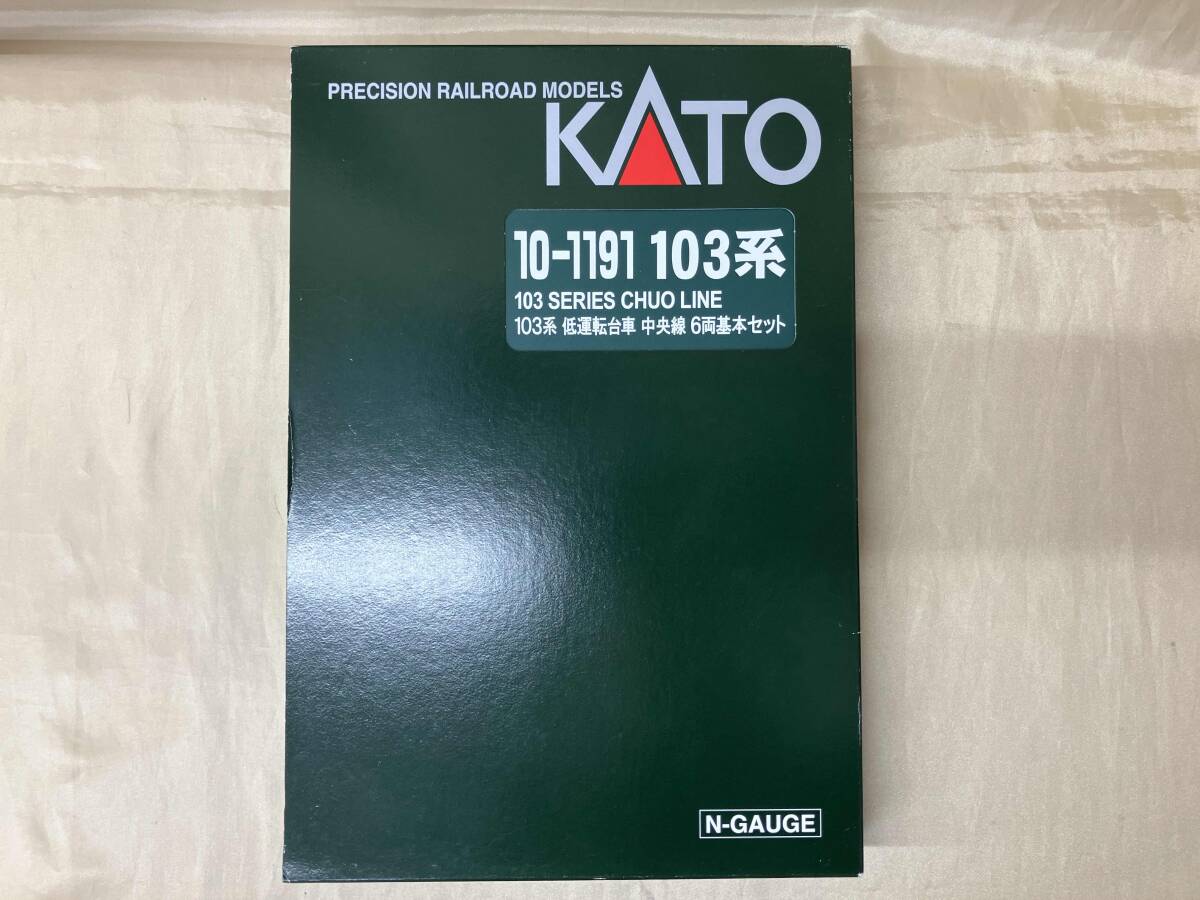 PRECISION RAILROAD MODELS
KATO
10-1191 103系
103 SERIES CHUO LINE
103系 低運転台車 中央線 6両基本セット
N-GAUGE